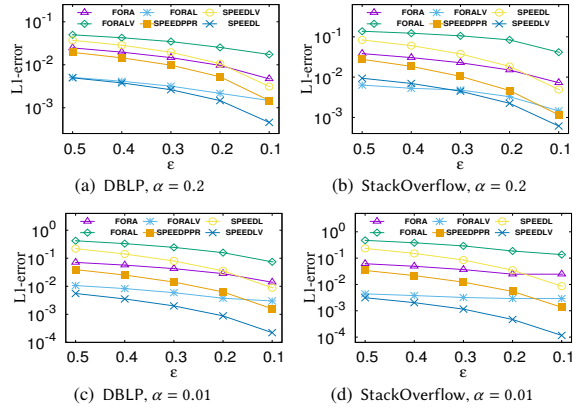 FORA FORALV SPEEDLV
FORAL SPEEDPPR SPEEDL
L1-error
10⁻¹
10⁻²
10⁻³
0.5 0.4 0.3 0.2 0.1
ε
(a) DBLP, α = 0.2
FORA FORAL SPEEDL
FORALV SPEEDPPR SPEEDLV
L1-error
10⁻¹
10⁻²
10⁻³
0.5 0.4 0.3 0.2 0.1
ε
(b) StackOverflow, α = 0.2
FORA FORALV SPEEDL
FORAL SPEEDPPR SPEEDLV
L1-error
10⁰
10⁻¹
10⁻²
10⁻³
10⁻⁴
0.5 0.4 0.3 0.2 0.1
ε
(c) DBLP, α = 0.01
FORA FORALV SPEEDL
FORAL SPEEDPPR SPEEDLV
L1-error
10⁰
10⁻¹
10⁻²
10⁻³
10⁻⁴
0.5 0.4 0.3 0.2 0.1
ε
(d) StackOverflow, α = 0.01